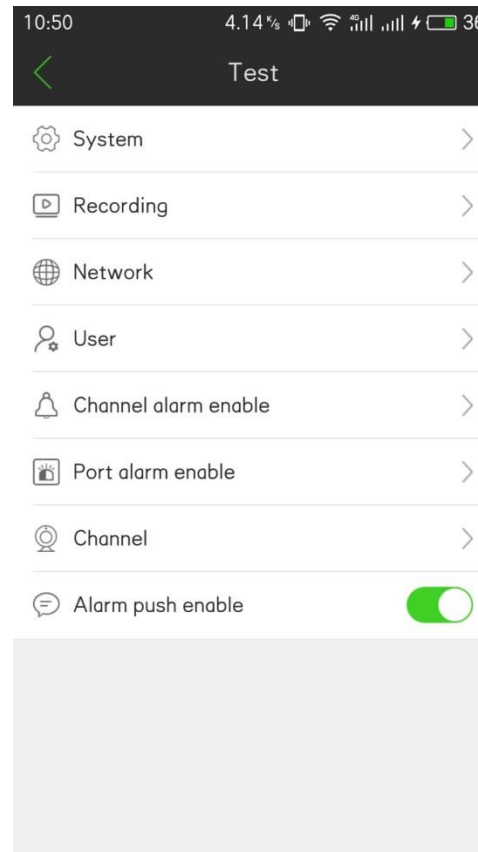 10:50 4.14 K/s 4G 36
Test
System
Recording
Network
User
Channel alarm enable
Port alarm enable
Channel
Alarm push enable